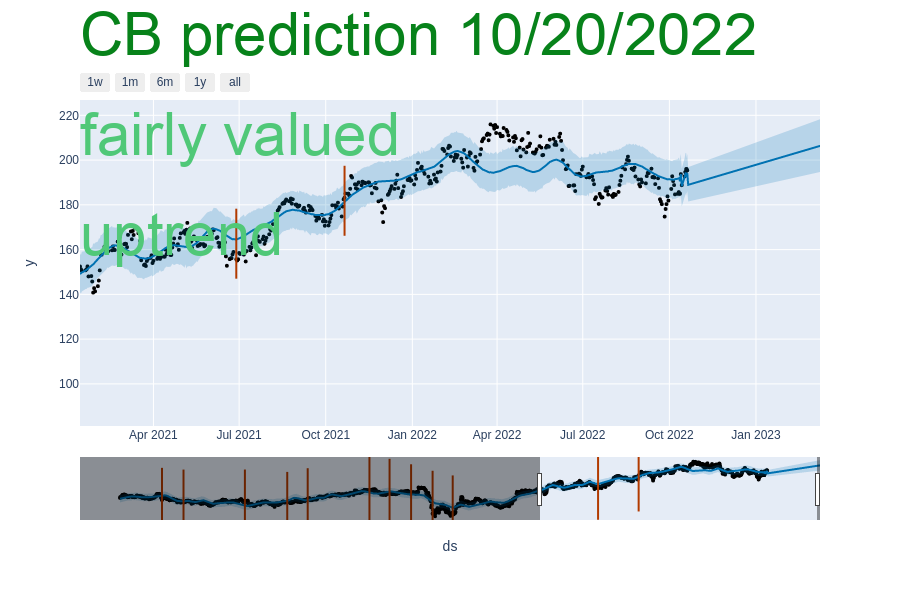 CB prediction 10/20/2022
1w 1m 6m 1y all
fairly valued
uptrend
220
200
180
160
140
120
100
y
Apr 2021 Jul 2021 Oct 2021 Jan 2022 Apr 2022 Jul 2022 Oct 2022 Jan 2023
ds